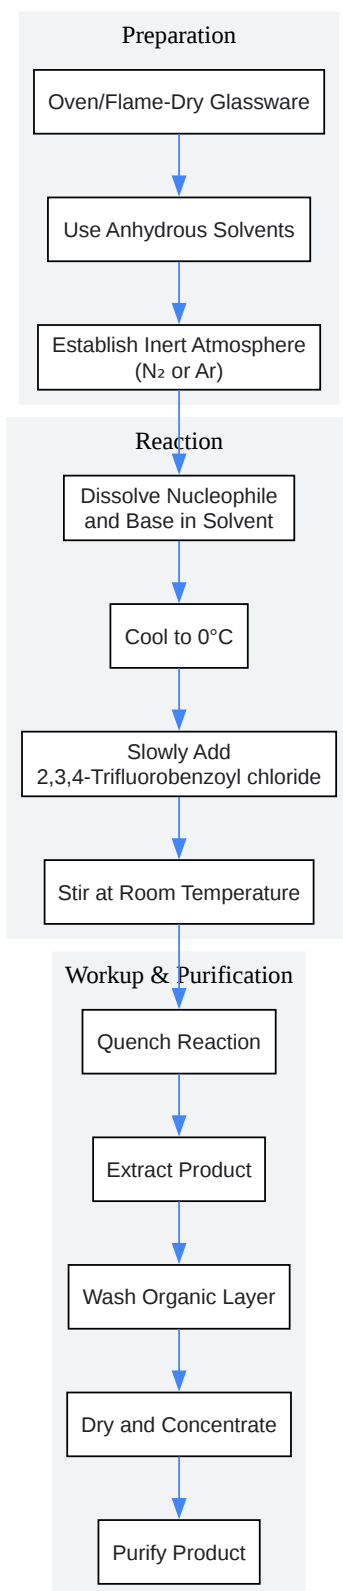 Preparation
Oven/Flame-Dry Glassware
Use Anhydrous Solvents
Establish Inert Atmosphere
(N₂ or Ar)
Reaction
Dissolve Nucleophile
and Base in Solvent
Cool to 0°C
Slowly Add
2,3,4-Trifluorobenzoyl chloride
Stir at Room Temperature
Workup & Purification
Quench Reaction
Extract Product
Wash Organic Layer
Dry and Concentrate
Purify Product